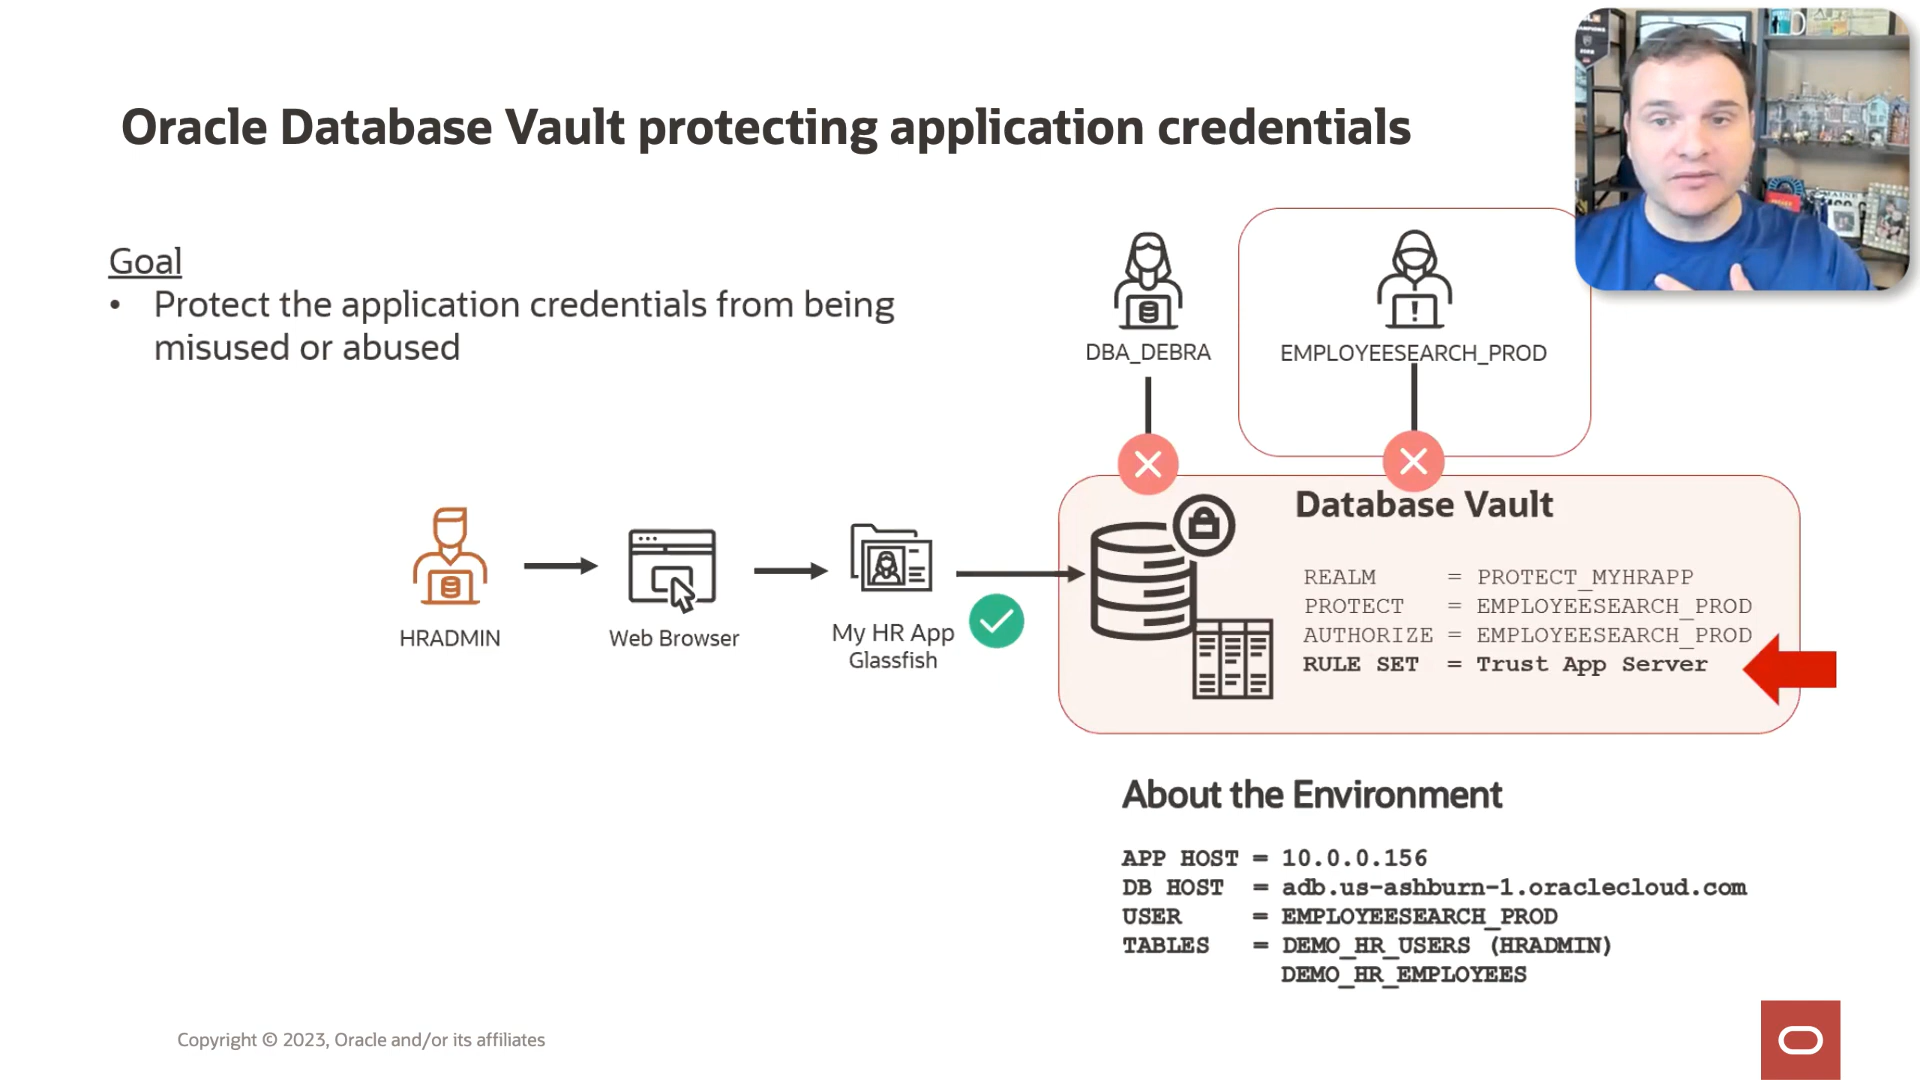 Oracle Database Vault protecting application credentials
Goal
• Protect the application credentials from being
misused or abused
DBA_DEBRA
EMPLOYEESEARCH_PROD
HRADMIN
Web Browser
My HR App
Glassfish
Database Vault
REALM = PROTECT_MYHRAPP
PROTECT = EMPLOYEESEARCH_PROD
AUTHORIZE = EMPLOYEESEARCH_PROD
RULE SET = Trust App Server
About the Environment
APP HOST = 10.0.0.156
DB HOST = adb.us-ashburn-1.oraclecloud.com
USER = EMPLOYEESEARCH_PROD
TABLES = DEMO_HR_USERS (HRADMIN)
DEMO_HR_EMPLOYEES
Copyright © 2023, Oracle and/or its affiliates